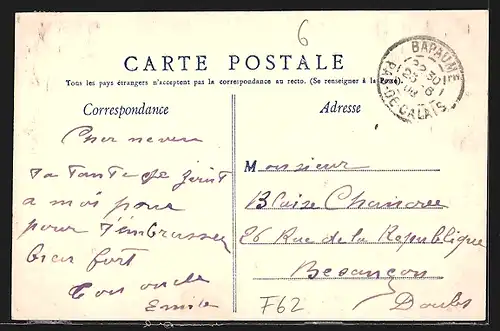 6
CARTE POSTALE
Tous les pays étrangers n'acceptent pas la correspondance au recto. (Se renseigner à la Poste)
BAPAUME
PAS-DE-CALAIS
Correspondance
Adresse
Cher neveu
ta tante se joint
a moi pour
pour t'embrasser
bien fort
Ton oncle
Emile
Monsieur
Blaize
26 Rue de la Republique
Besançon
Doubs
F62